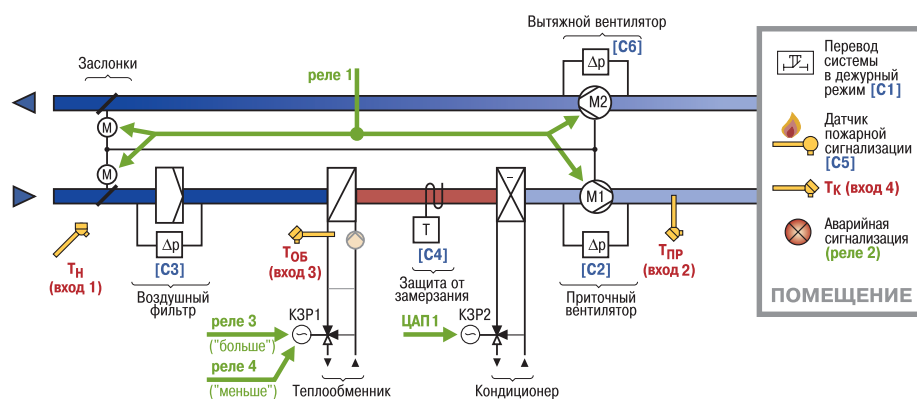 Вытяжной вентилятор
[C6]
Δp
Заслонки
реле 1
M2
M
M
M1
Tн
(вход 1)
Δp
[C3]
Воздушный
фильтр
Tоб
(вход 3)
T
[C4]
Защита от
замерзания
Δp
[C2]
Приточный
вентилятор
Tпр
(вход 2)
реле 3
("больше")
реле 4
("меньше")
КЗР1
Теплообменник
ЦАП 1
КЗР2
Кондиционер
Перевод
системы
в дежурный
режим [C1]
Датчик
пожарной
сигнализации
[C5]
Tк (вход 4)
Аварийная
сигнализация
(реле 2)
ПОМЕЩЕНИЕ